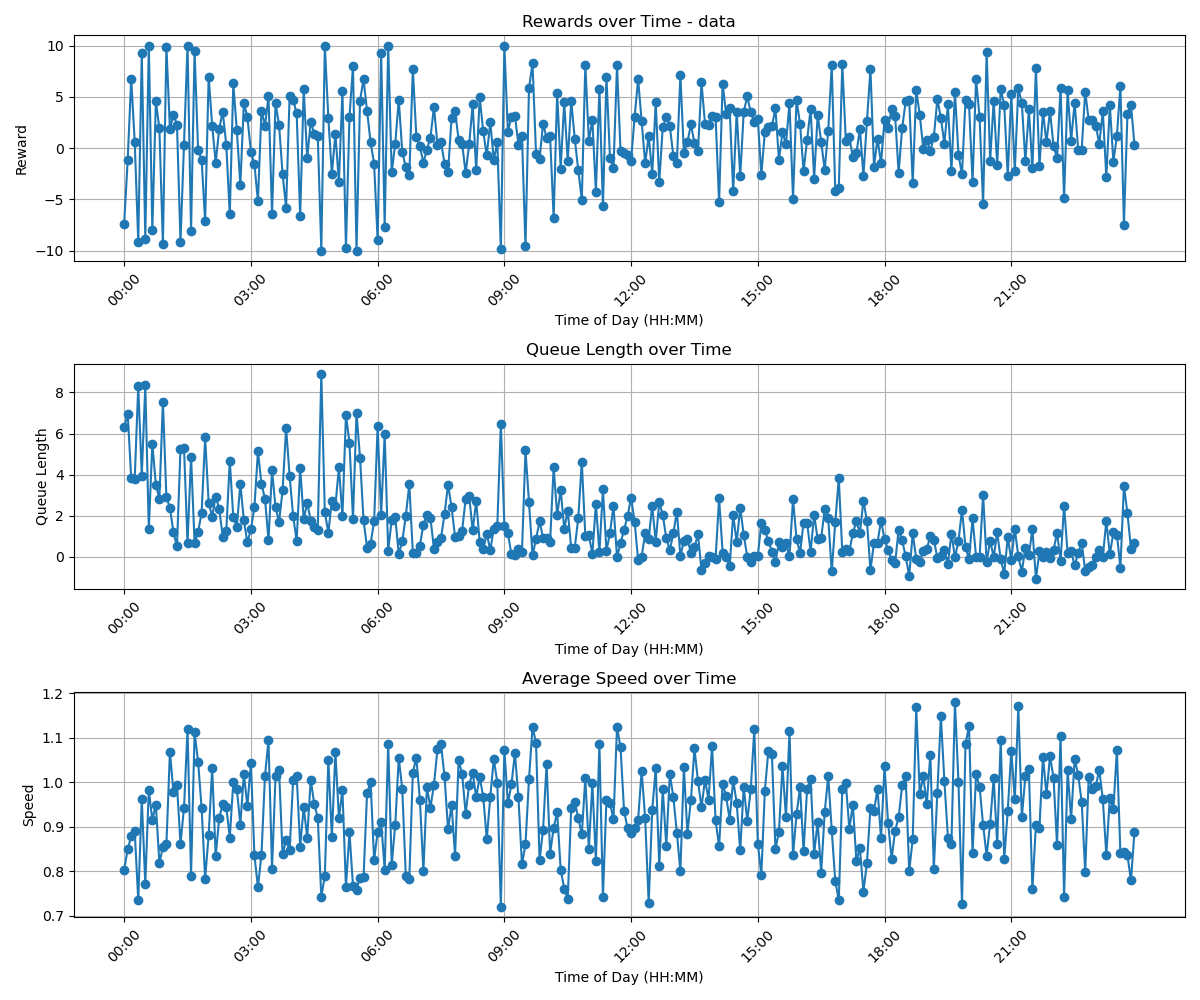 Rewards over Time - data
Reward
10
5
0
−5
−10
00:00 03:00 06:00 09:00 12:00 15:00 18:00 21:00
Time of Day (HH:MM)
Queue Length over Time
Queue Length
8
6
4
2
0
00:00 03:00 06:00 09:00 12:00 15:00 18:00 21:00
Time of Day (HH:MM)
Average Speed over Time
Speed
1.2
1.1
1.0
0.9
0.8
0.7
00:00 03:00 06:00 09:00 12:00 15:00 18:00 21:00
Time of Day (HH:MM)